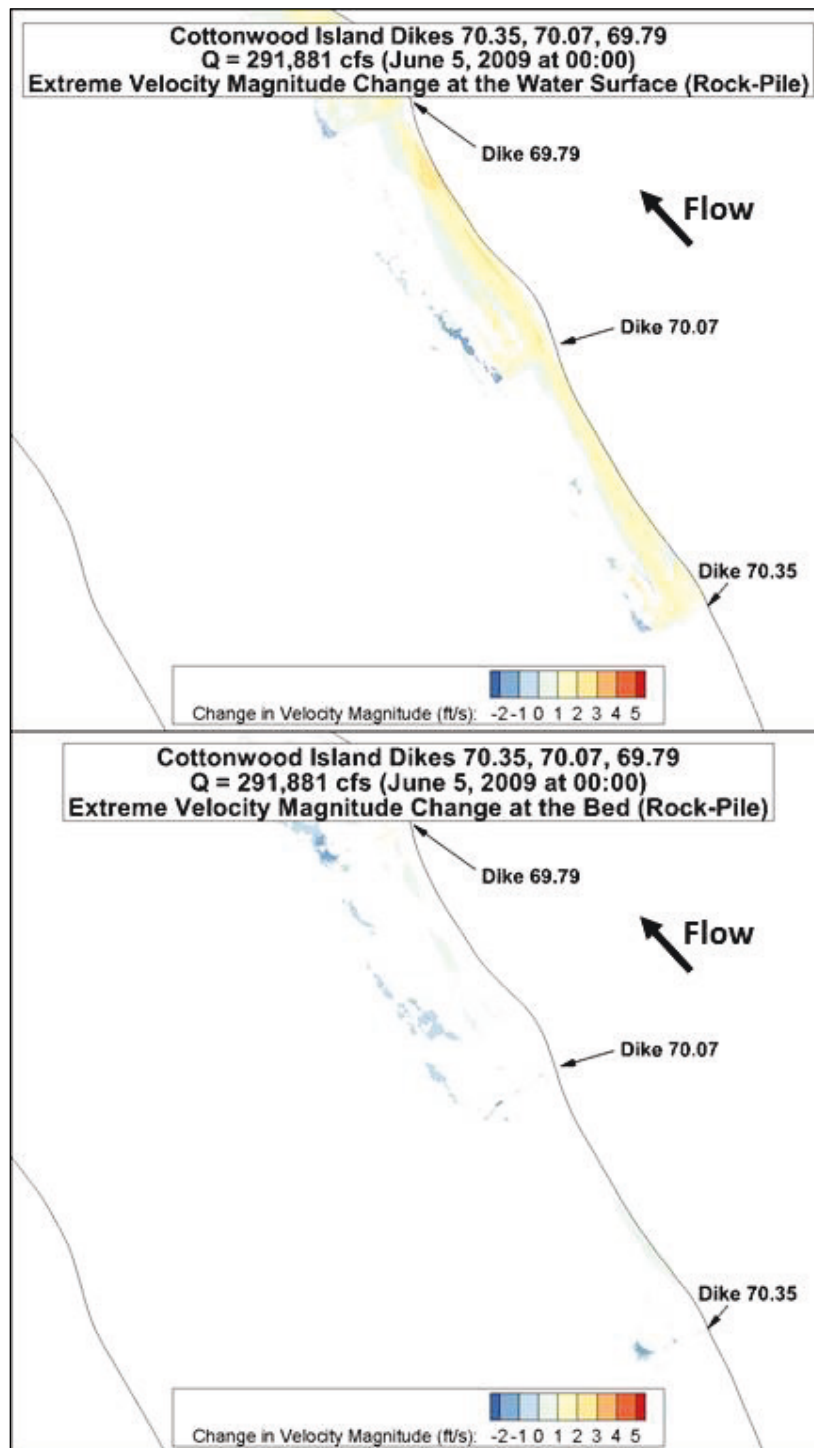 Cottonwood Island Dikes 70.35, 70.07, 69.79
Q = 291,881 cfs (June 5, 2009 at 00:00)
Extreme Velocity Magnitude Change at the Water Surface (Rock-Pile)
Dike 69.79
Flow
Dike 70.07
Dike 70.35
Change in Velocity Magnitude (ft/s): -2 -1 0 1 2 3 4 5
Cottonwood Island Dikes 70.35, 70.07, 69.79
Q = 291,881 cfs (June 5, 2009 at 00:00)
Extreme Velocity Magnitude Change at the Bed (Rock-Pile)
Dike 69.79
Flow
Dike 70.07
Dike 70.35
Change in Velocity Magnitude (ft/s): -2 -1 0 1 2 3 4 5